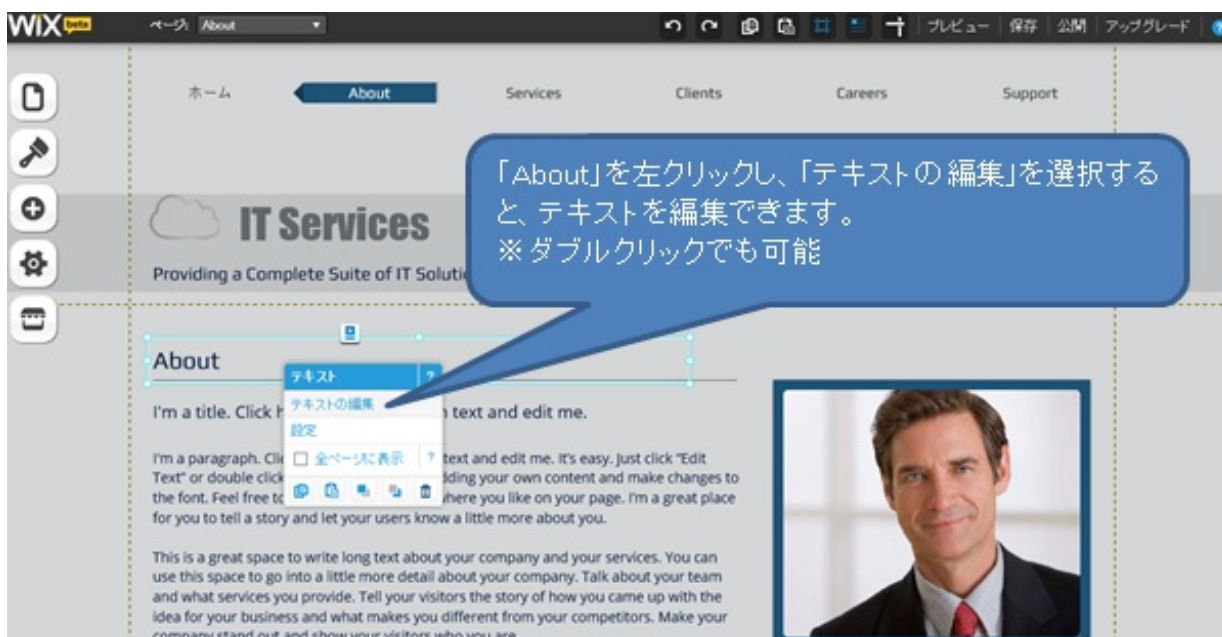 WiX beta ページ: About プレビュー 保存 公開 アップグレード ?
ホーム About Services Clients Careers Support
「About」を左クリックし、「テキストの編集」を選択する
と、テキストを編集できます。
※ダブルクリックでも可能
IT Services
Providing a Complete Suite of IT
About
テキスト ?
テキストの編集
設定
全ページに表示 ?
I'm a title. Click text and edit me.
I'm a paragraph. text and edit me. It's easy. Just click "Edit
Text" or double click your own content and make changes to
the font. Feel free you like on your page. I'm a great place
for you to tell a story and let your users know a little more about you.
This is a great space to write long text about your company and your services. You can
use this space to go into a little more detail about your company. Talk about your team
and what services you provide. Tell your visitors the story of how you came up with the
idea for your business and what makes you different from your competitors. Make your
company stand out and show your visitors who you are.